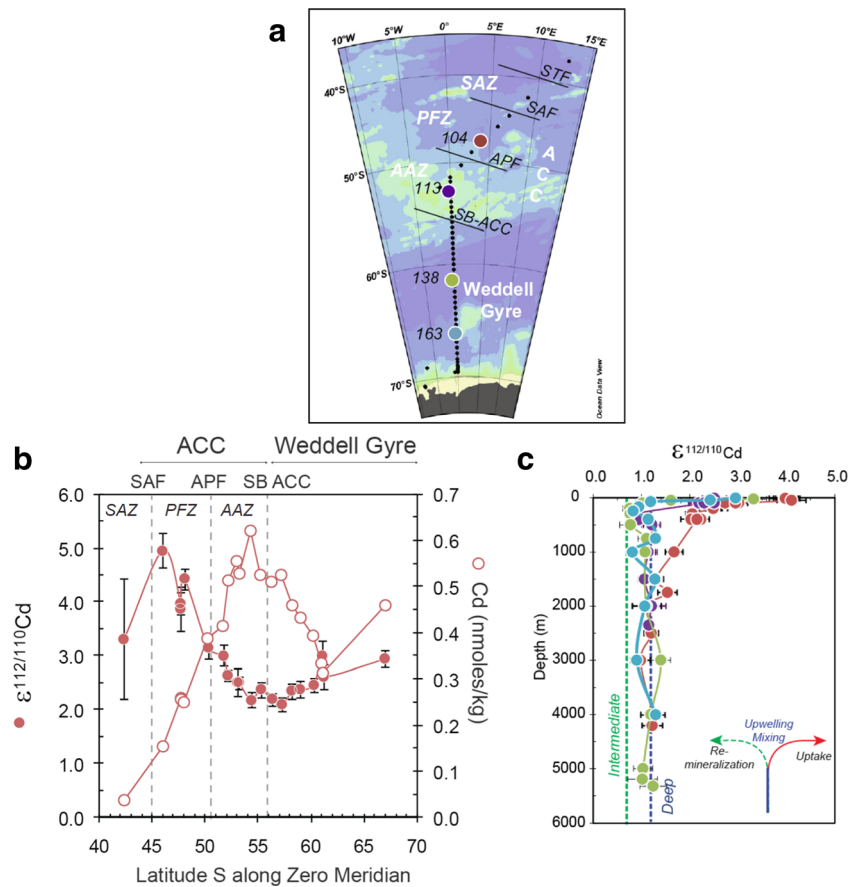 a
10°W 5°W 0° 5°E 10°E 15°E
STF
40°S
SAZ
SAF
PFZ
104
APF
A
C
C
50°S
AAZ
113
SB-ACC
60°S
138
Weddell
Gyre
163
70°S
Ocean Data View
b
ACC Weddell Gyre
SAF APF SB ACC
SAZ PFZ AAZ
6.0
5.0
4.0
3.0
2.0
1.0
0.0
ε112/110Cd
0.7
0.6
0.5
0.4
0.3
0.2
0.1
0.0
Cd (nmoles/kg)
40 45 50 55 60 65 70
Latitude S along Zero Meridian
c
ε112/110Cd
0.0 1.0 2.0 3.0 4.0 5.0
0
1000
2000
3000
4000
5000
6000
Depth (m)
Intermediate
Deep
Upwelling
Mixing
Re-
mineralization
Uptake